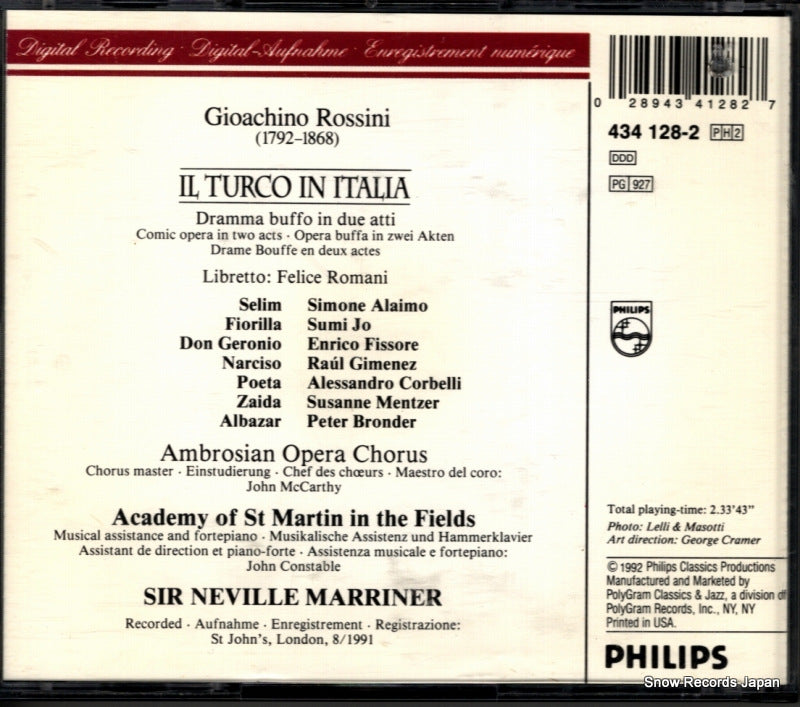 Digital Recording · Digital-Aufnahme · Enregistrement numérique
Gioachino Rossini
(1792–1868)
IL TURCO IN ITALIA
Dramma buffo in due atti
Comic opera in two acts · Opera buffa in zwei Akten
Drame Bouffe en deux actes
Libretto: Felice Romani
Selim Simone Alaimo
Fiorilla Sumi Jo
Don Geronio Enrico Fissore
Narciso Raúl Gimenez
Poeta Alessandro Corbelli
Zaida Susanne Mentzer
Albazar Peter Bronder
Ambrosian Opera Chorus
Chorus master · Einstudierung · Chef des chœurs · Maestro del coro:
John McCarthy
Academy of St Martin in the Fields
Musical assistance and fortepiano · Musikalische Assistenz und Hammerklavier
Assistant de direction et piano-forte · Assistenza musicale e fortepiano:
John Constable
SIR NEVILLE MARRINER
Recorded · Aufnahme · Enregistrement · Registrazione:
St John's, London, 8/1991
0 28943 41282 7
434 128-2 PH2
DDD
PG 927
PHILIPS
Total playing-time: 2.33'43"
Photo: Lelli & Masotti
Art direction: George Cramer
© 1992 Philips Classics Productions
Manufactured and Marketed by
PolyGram Classics & Jazz, a division of
PolyGram Records, Inc., NY, NY
Printed in USA.
PHILIPS
Snow Records Japan